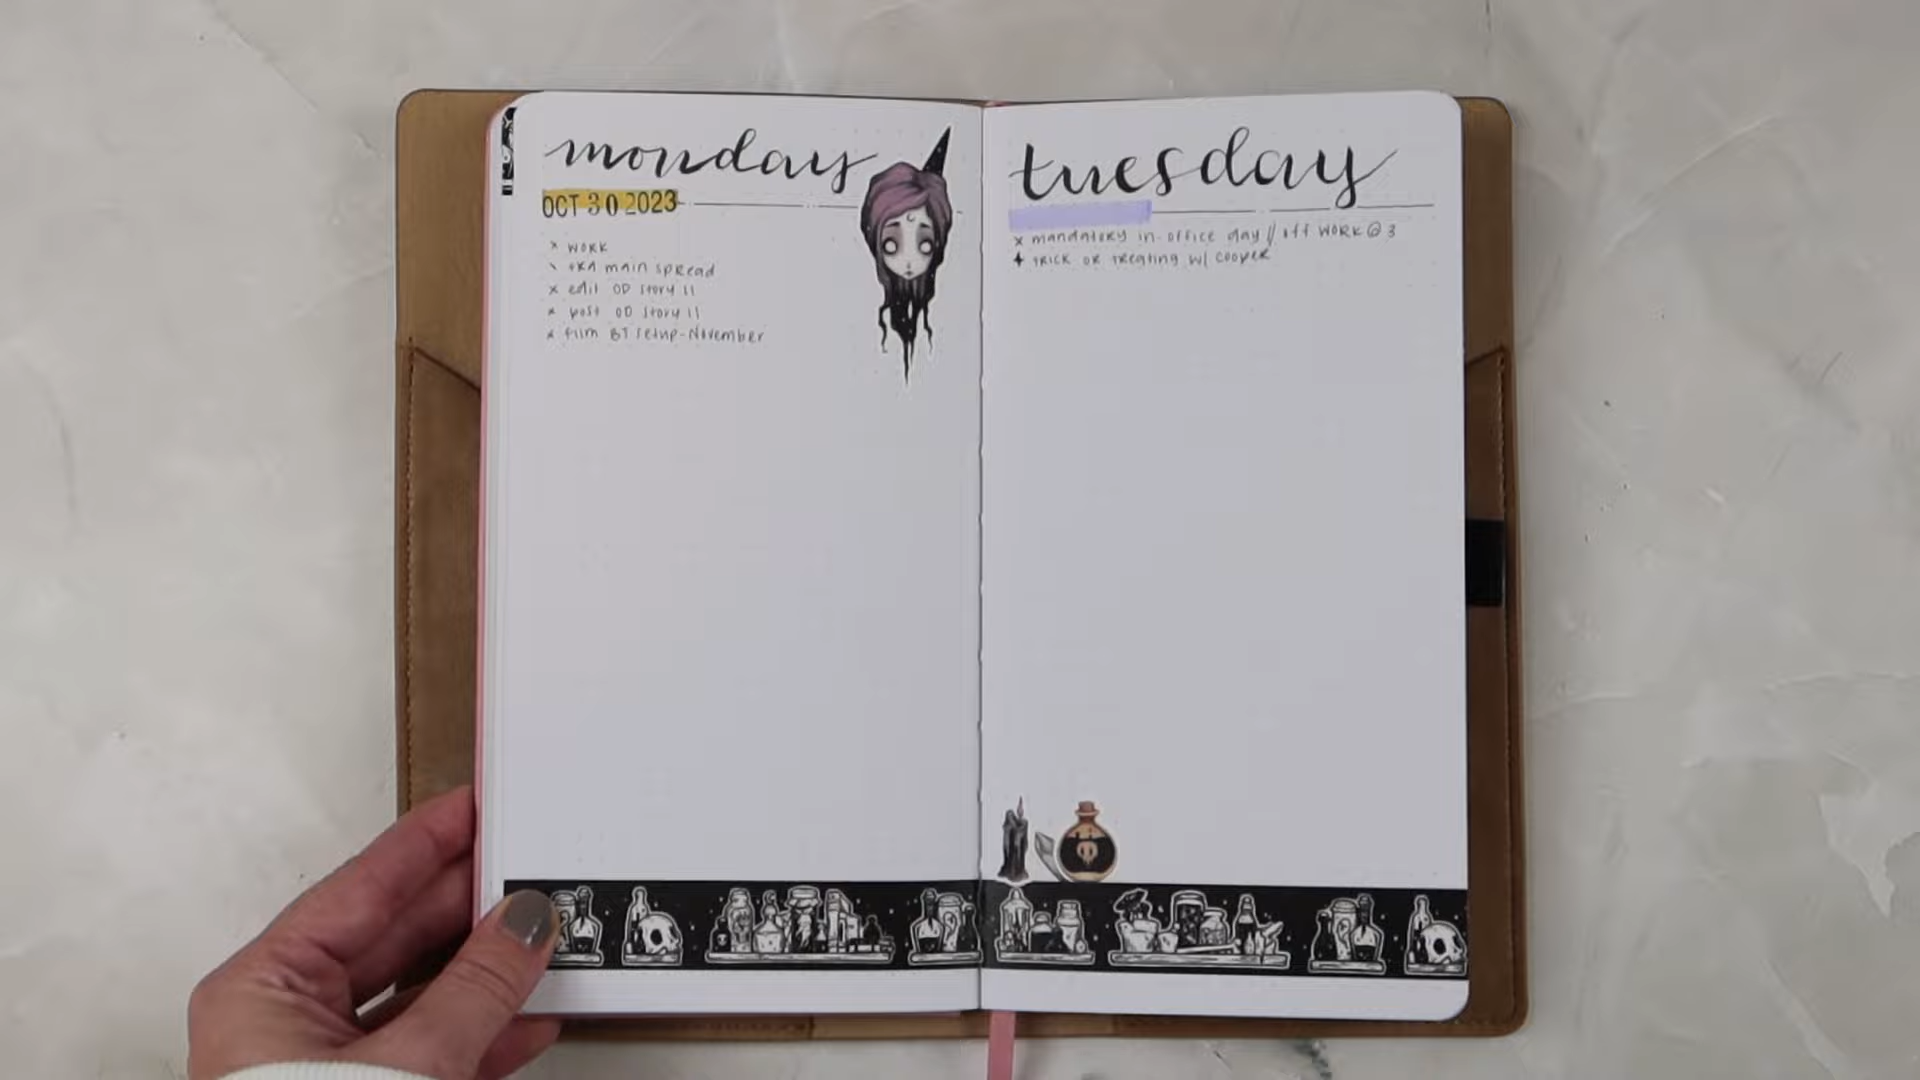 monday
OCT 30 2023
x WORK
main spread
x edit OD story 11
x post OD story 11
x film BT setup-November
tuesday
x mandatory in-office day // off WORK @ 3
TRICK OR treating w/ cooper